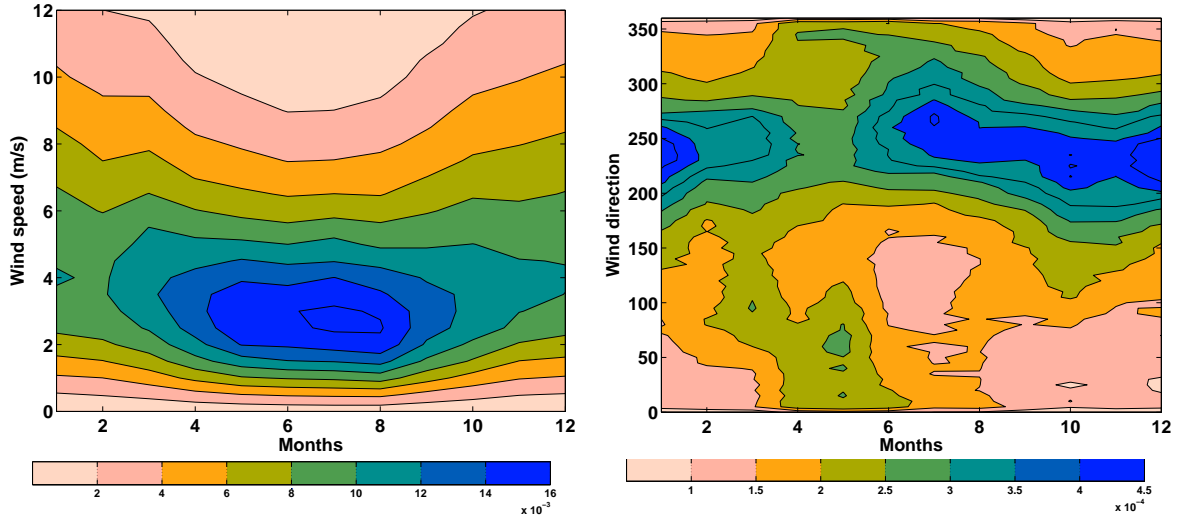 12
10
8
6
4
2
0
Wind speed (m/s)
2 4 6 8 10 12
Months
2 4 6 8 10 12 14 16
x 10⁻³
350
300
250
200
150
100
50
0
Wind direction
2 4 6 8 10 12
Months
1 1.5 2 2.5 3 3.5 4 4.5
x 10⁻⁴